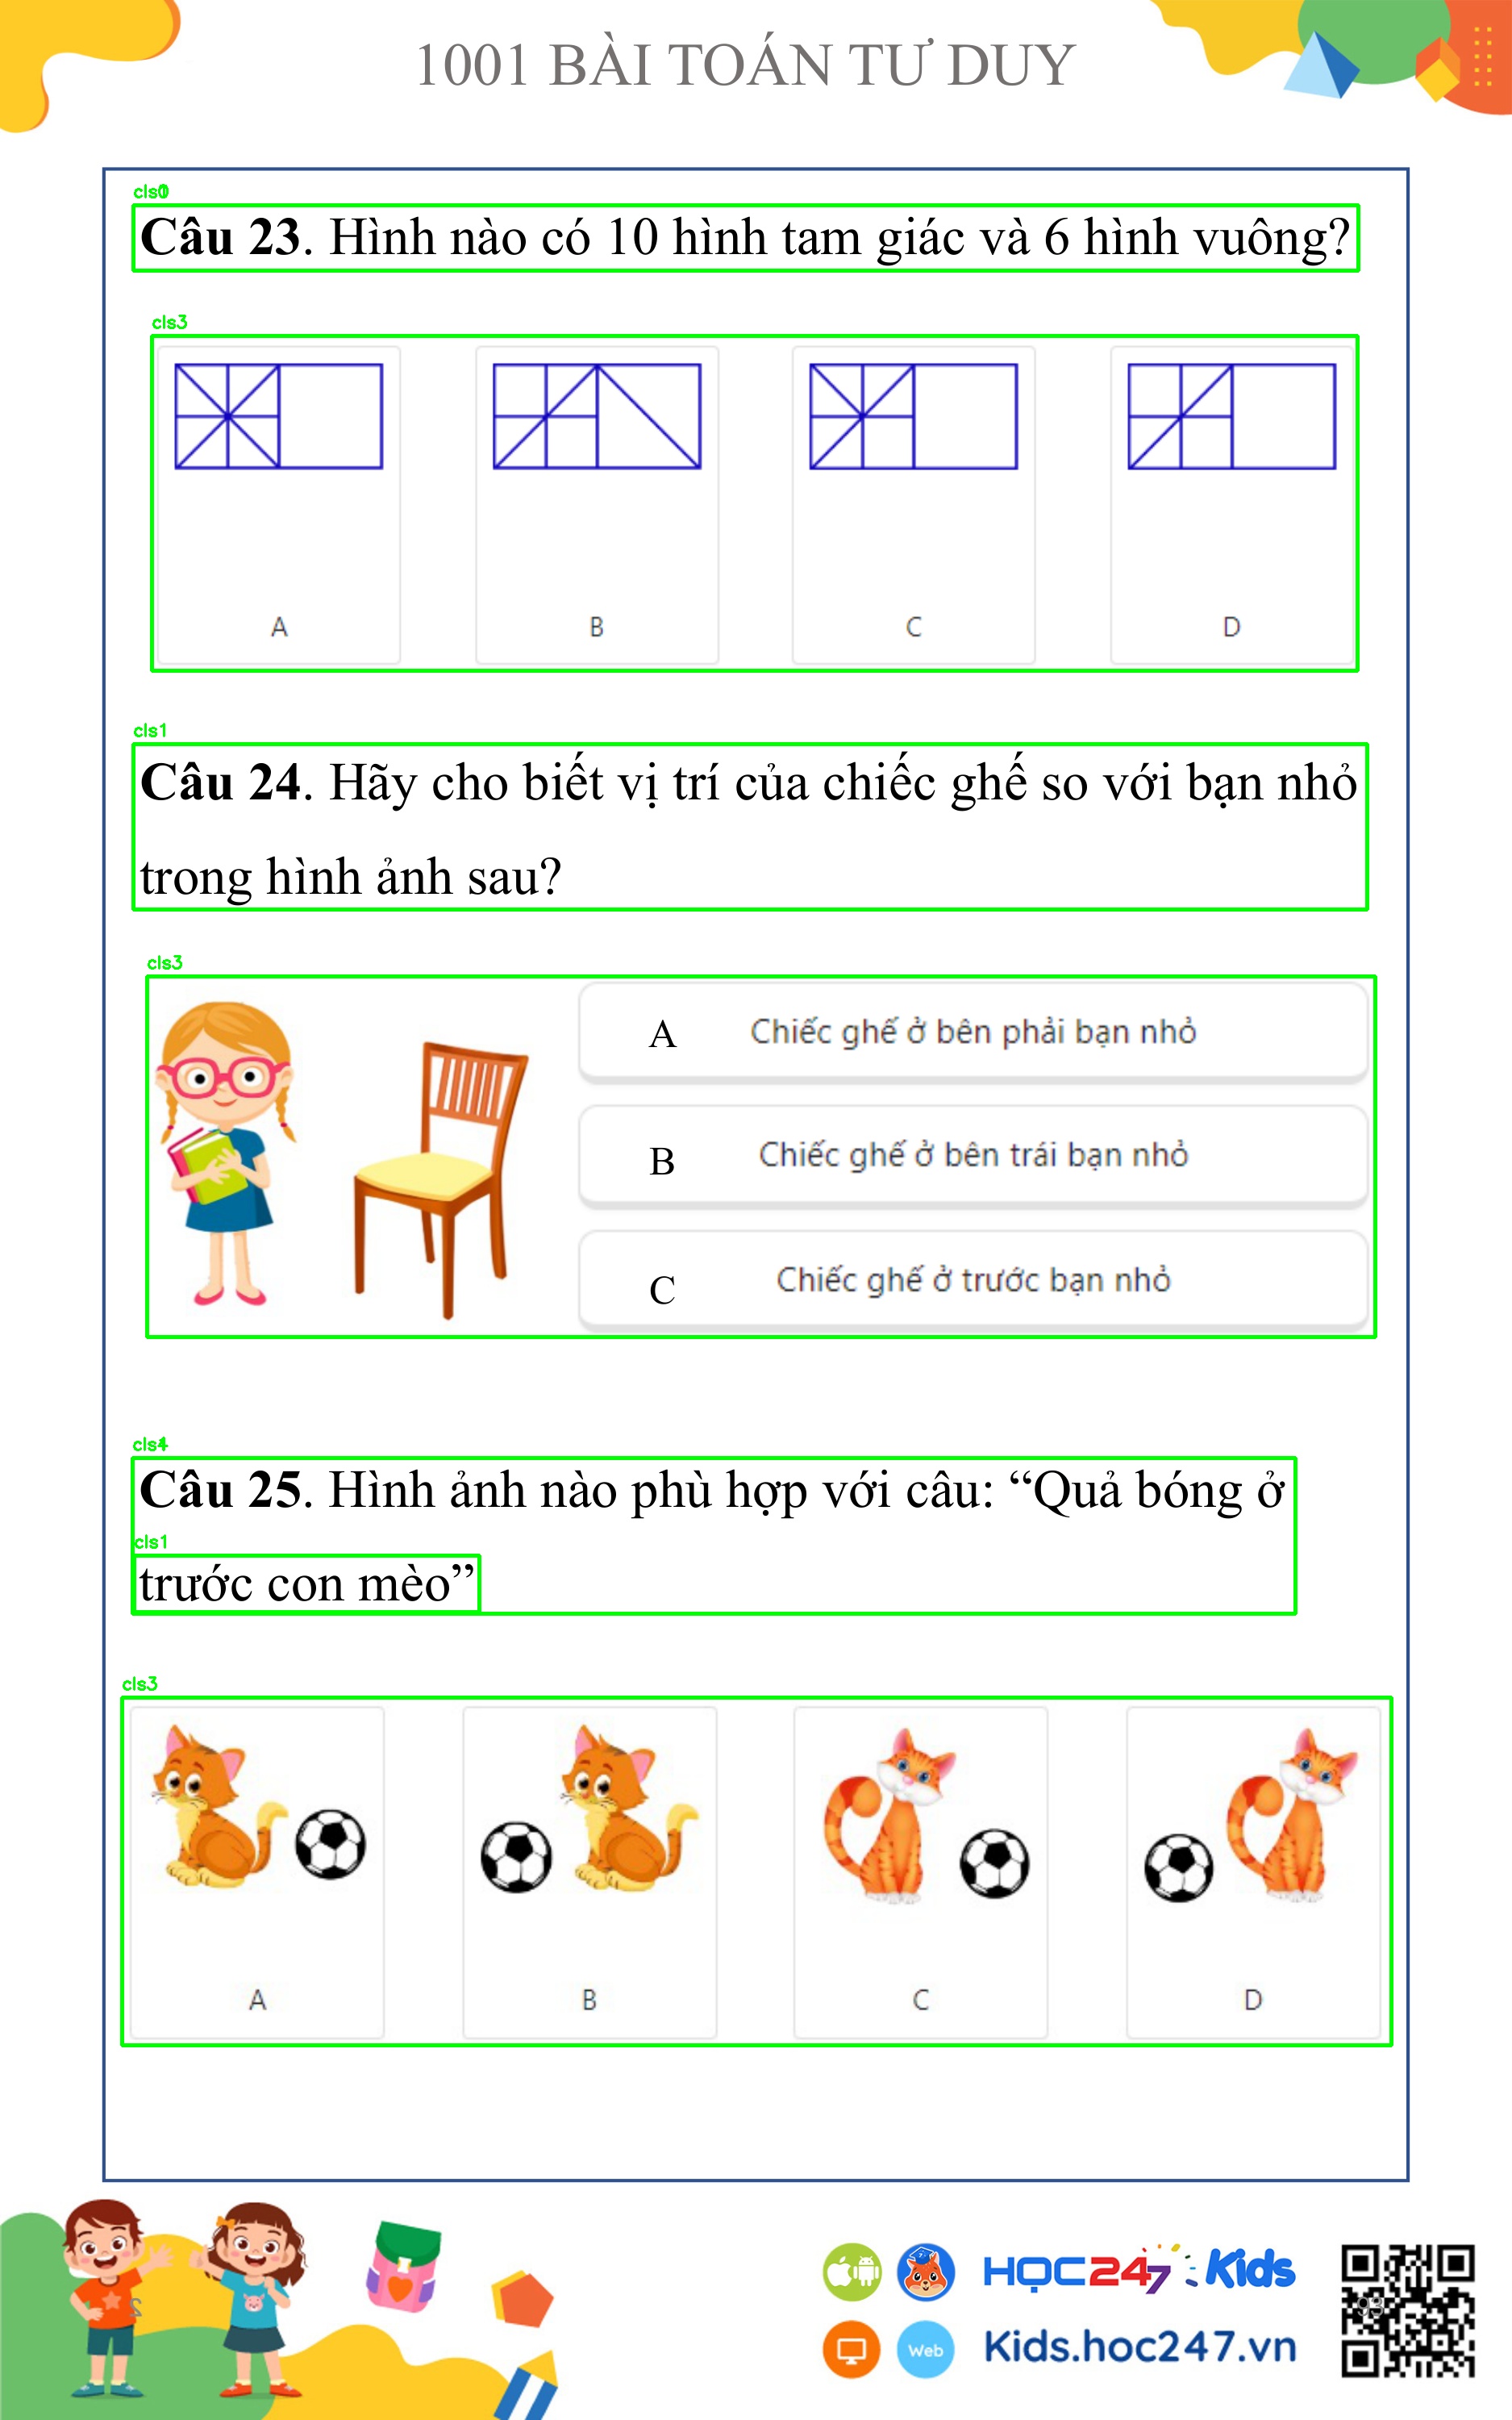 1001 BÀI TOÁN TƯ DUY
cls0
Câu 23. Hình nào có 10 hình tam giác và 6 hình vuông?
cls3
A B C D
cls1
Câu 24. Hãy cho biết vị trí của chiếc ghế so với bạn nhỏ
trong hình ảnh sau?
cls3
A Chiếc ghế ở bên phải bạn nhỏ
B Chiếc ghế ở bên trái bạn nhỏ
C Chiếc ghế ở trước bạn nhỏ
Câu 25. Hình ảnh nào phù hợp với câu: “Quả bóng ở
cls1
trước con mèo”
cls3
A B C D
HỌC247 Kids
Web Kids.hoc247.vn
93
2